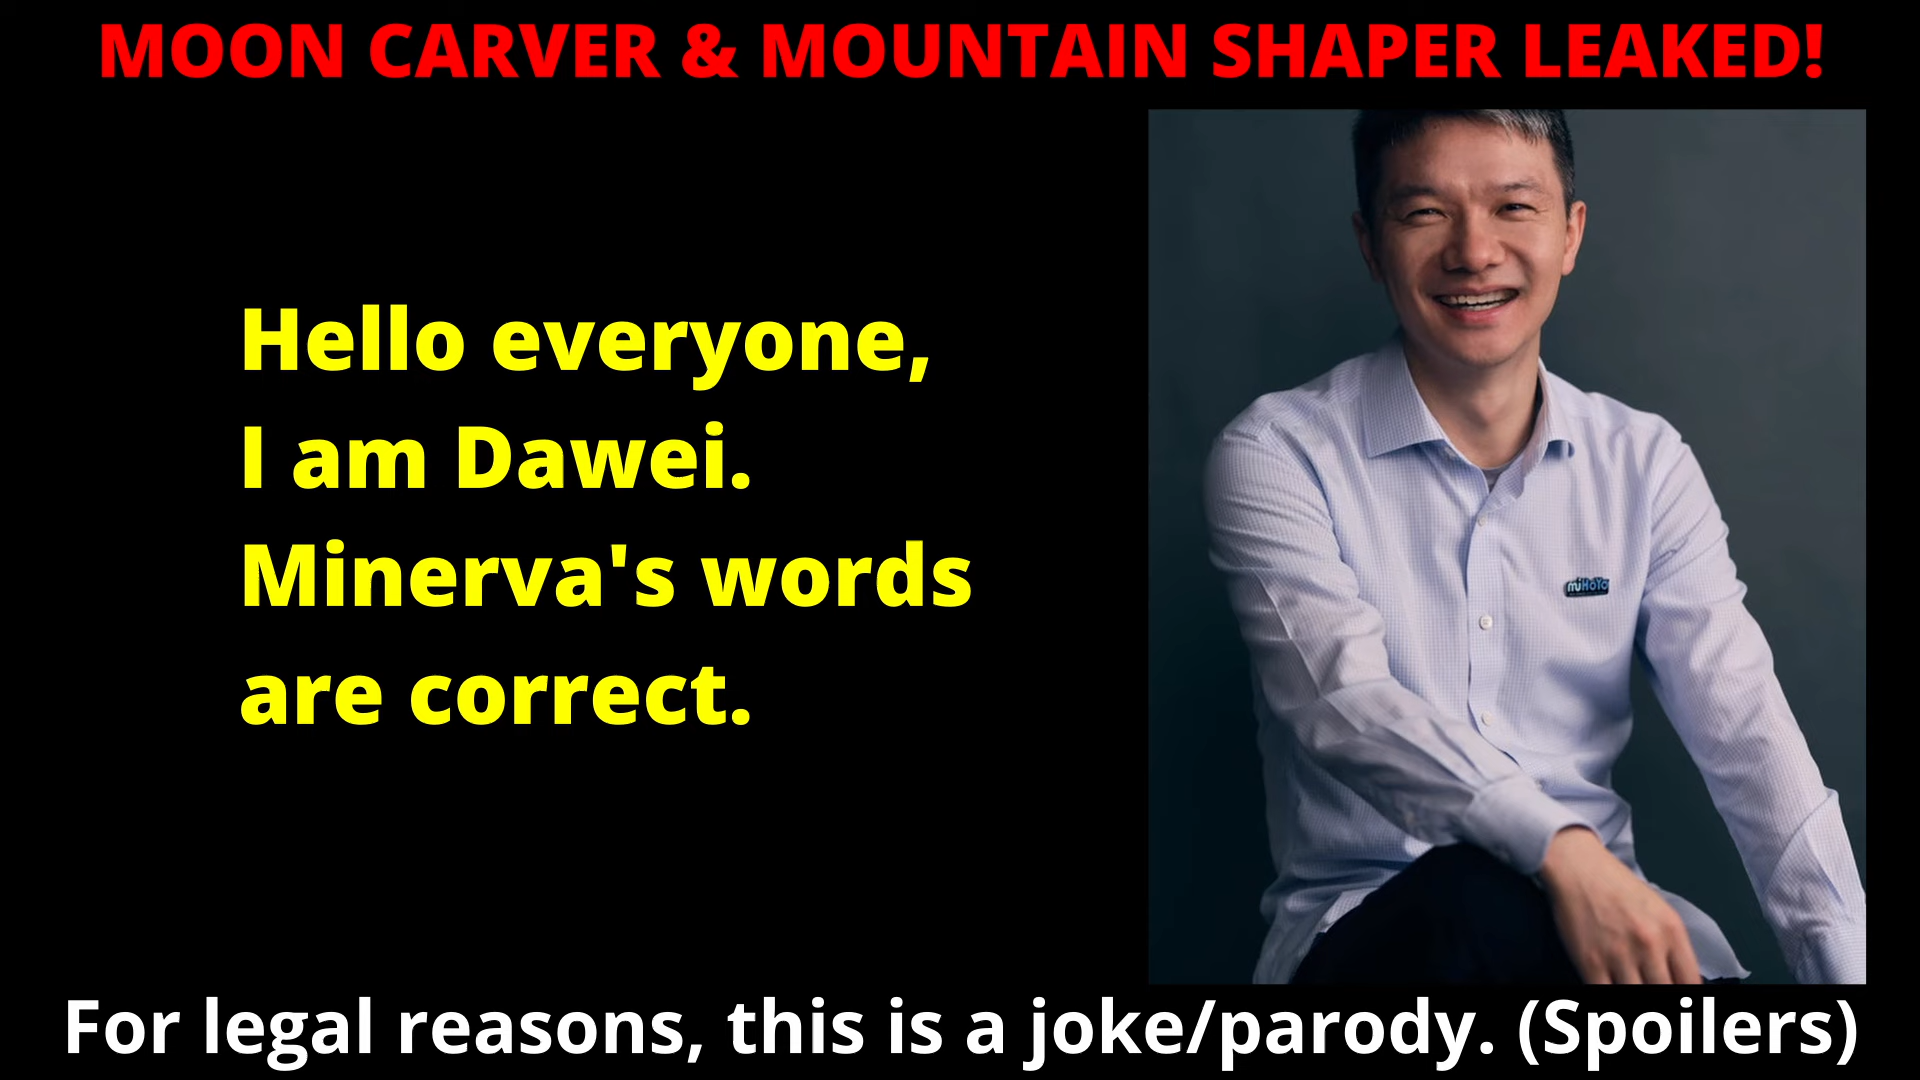 MOON CARVER & MOUNTAIN SHAPER LEAKED!
Hello everyone,
I am Dawei.
Minerva's words
are correct.
miHoYo
For legal reasons, this is a joke/parody. (Spoilers)